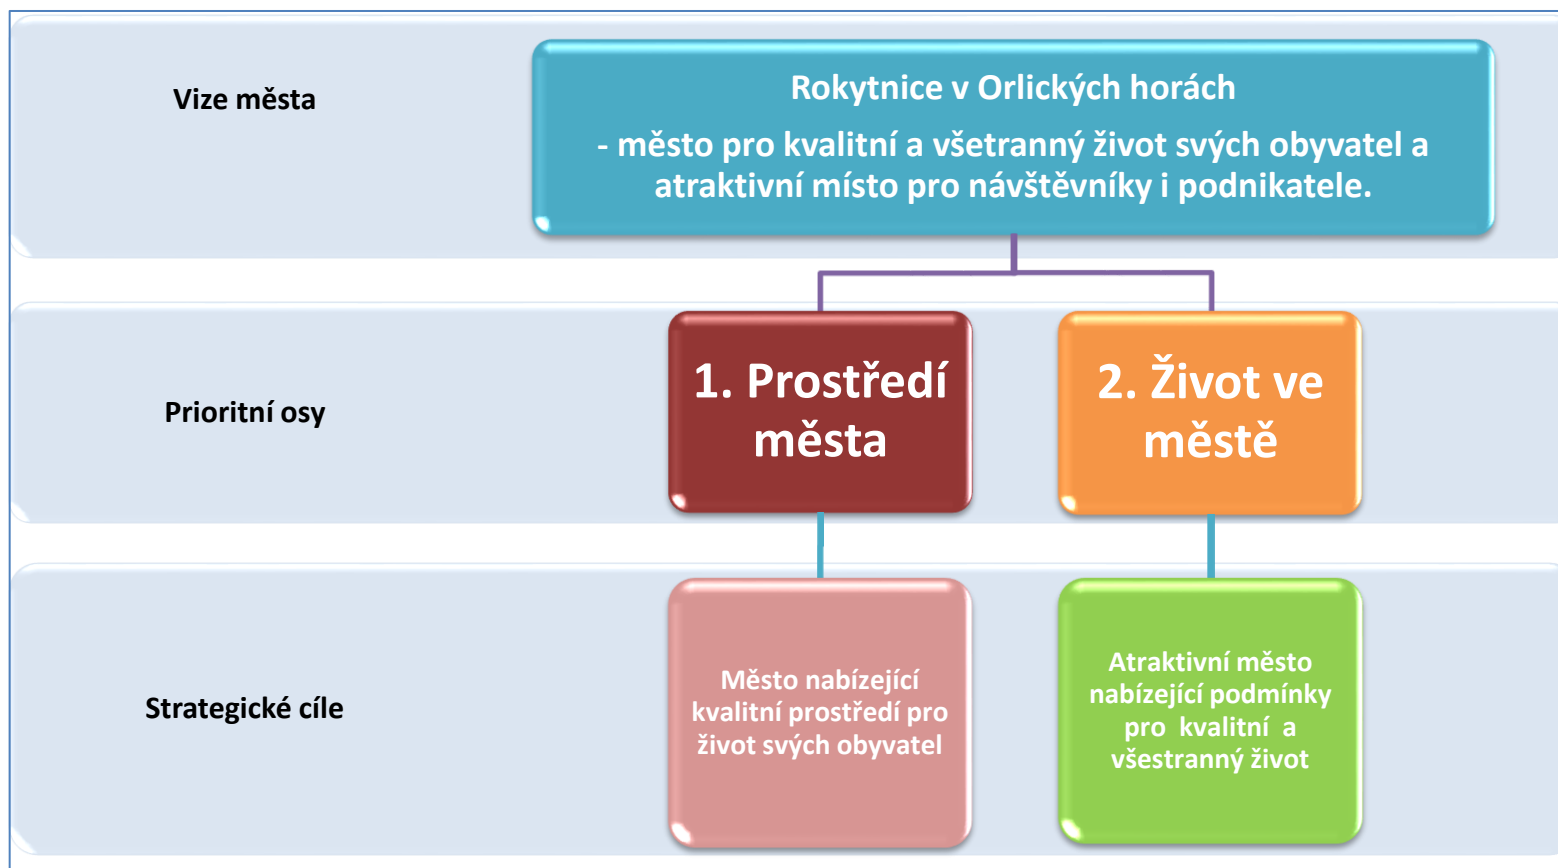 Vize města
Rokytnice v Orlických horách
- město pro kvalitní a všetranný život svých obyvatel a
atraktivní místo pro návštěvníky i podnikatele.
Prioritní osy
1. Prostředí
města
2. Život ve
městě
Strategické cíle
Město nabízející
kvalitní prostředí pro
život svých obyvatel
Atraktivní město
nabízející podmínky
pro kvalitní a
všestranný život